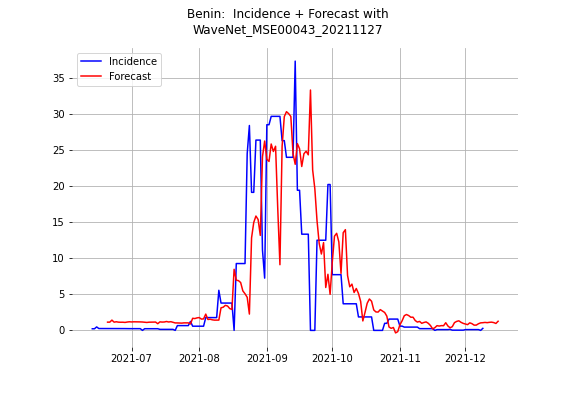 Benin:  Incidence + Forecast with
WaveNet_MSE00043_20211127
Incidence
Forecast
35
30
25
20
15
10
5
0
2021-07 2021-08 2021-09 2021-10 2021-11 2021-12